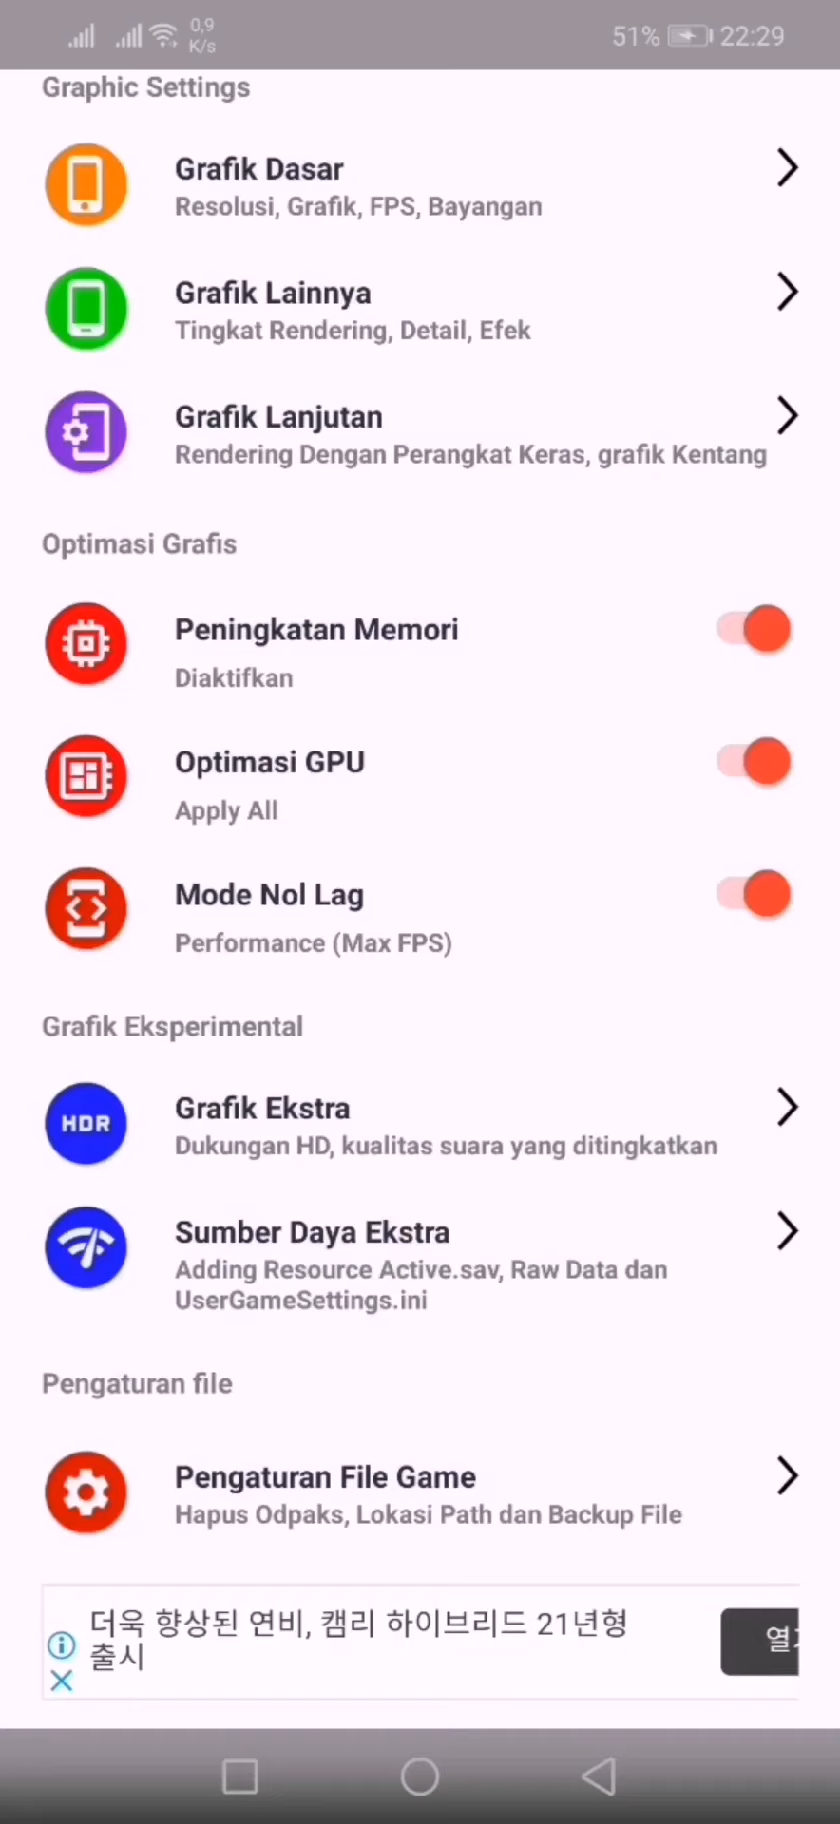 0,9
K/s
51%
22:29
Graphic Settings
Grafik Dasar
Resolusi, Grafik, FPS, Bayangan
Grafik Lainnya
Tingkat Rendering, Detail, Efek
Grafik Lanjutan
Rendering Dengan Perangkat Keras, grafik Kentang
Optimasi Grafis
Peningkatan Memori
Diaktifkan
Optimasi GPU
Apply All
Mode Nol Lag
Performance (Max FPS)
Grafik Eksperimental
HDR
Grafik Ekstra
Dukungan HD, kualitas suara yang ditingkatkan
Sumber Daya Ekstra
Adding Resource Active.sav, Raw Data dan
UserGameSettings.ini
Pengaturan file
Pengaturan File Game
Hapus Odpaks, Lokasi Path dan Backup File
더욱 향상된 연비, 캠리 하이브리드 21년형
출시